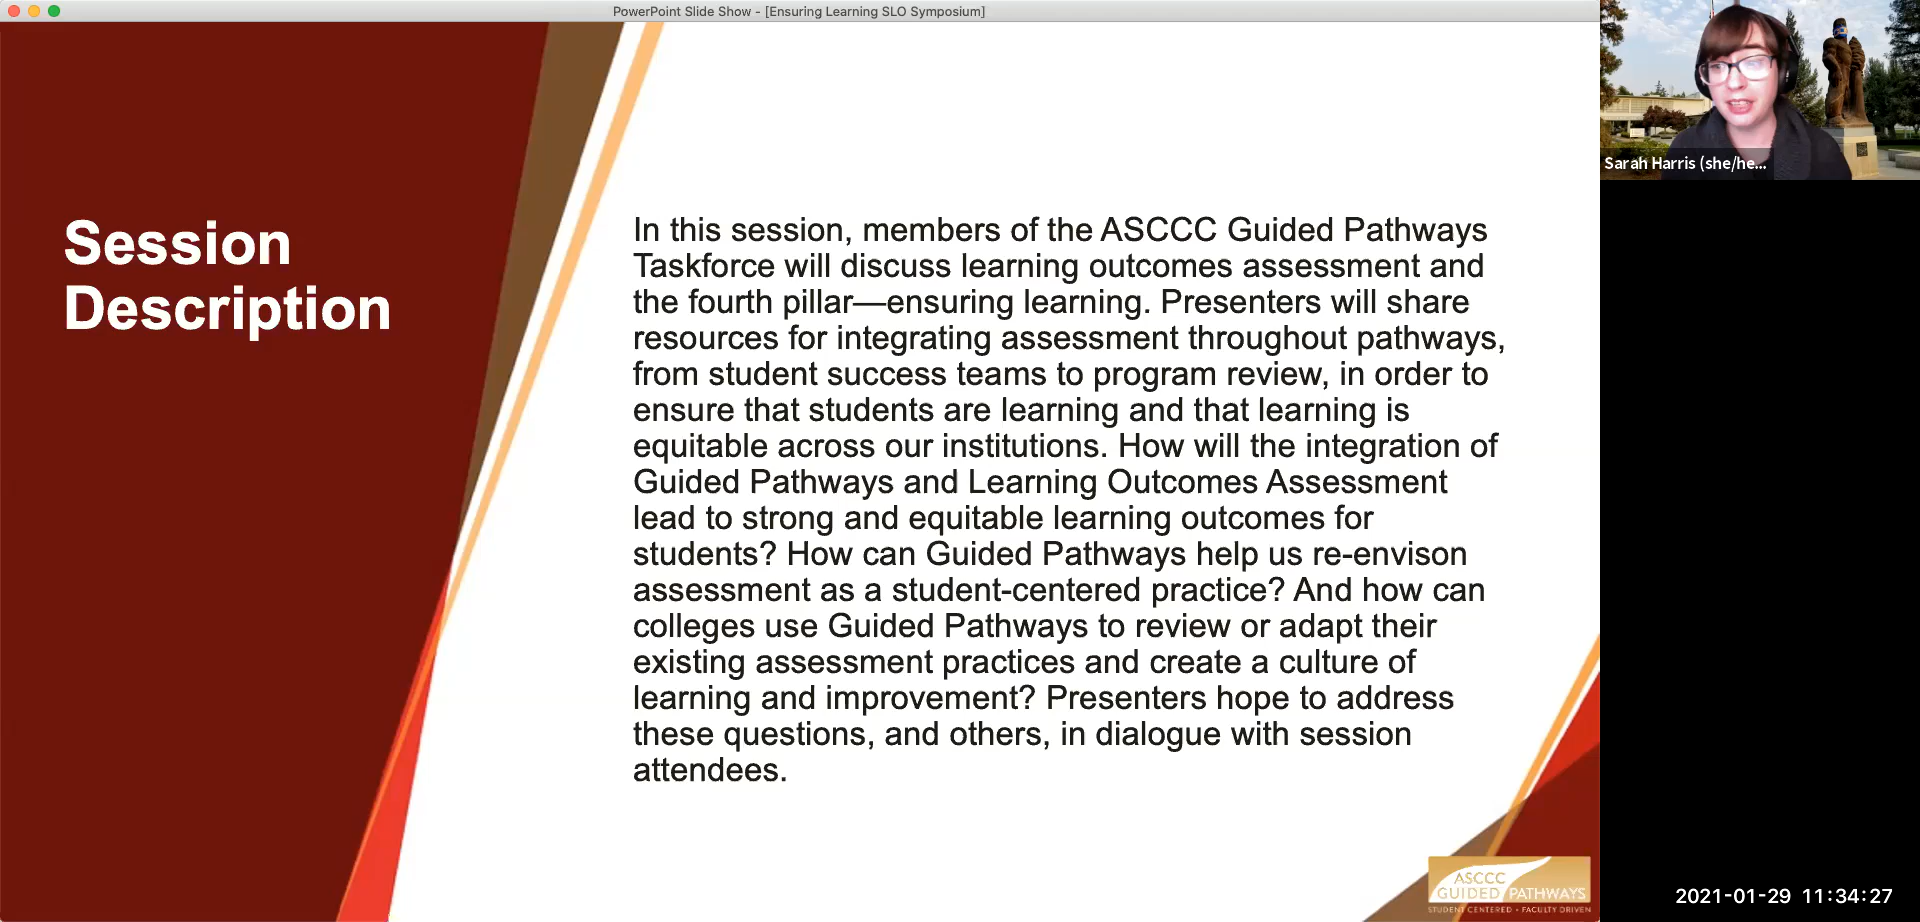 PowerPoint Slide Show - [Ensuring Learning SLO Symposium]
Session
Description
In this session, members of the ASCCC Guided Pathways
Taskforce will discuss learning outcomes assessment and
the fourth pillar—ensuring learning. Presenters will share
resources for integrating assessment throughout pathways,
from student success teams to program review, in order to
ensure that students are learning and that learning is
equitable across our institutions. How will the integration of
Guided Pathways and Learning Outcomes Assessment
lead to strong and equitable learning outcomes for
students? How can Guided Pathways help us re-envison
assessment as a student-centered practice? And how can
colleges use Guided Pathways to review or adapt their
existing assessment practices and create a culture of
learning and improvement? Presenters hope to address
these questions, and others, in dialogue with session
attendees.
ASCCC
GUIDED PATHWAYS
STUDENT CENTERED • FACULTY DRIVEN
Sarah Harris (she/he...
2021-01-29 11:34:27